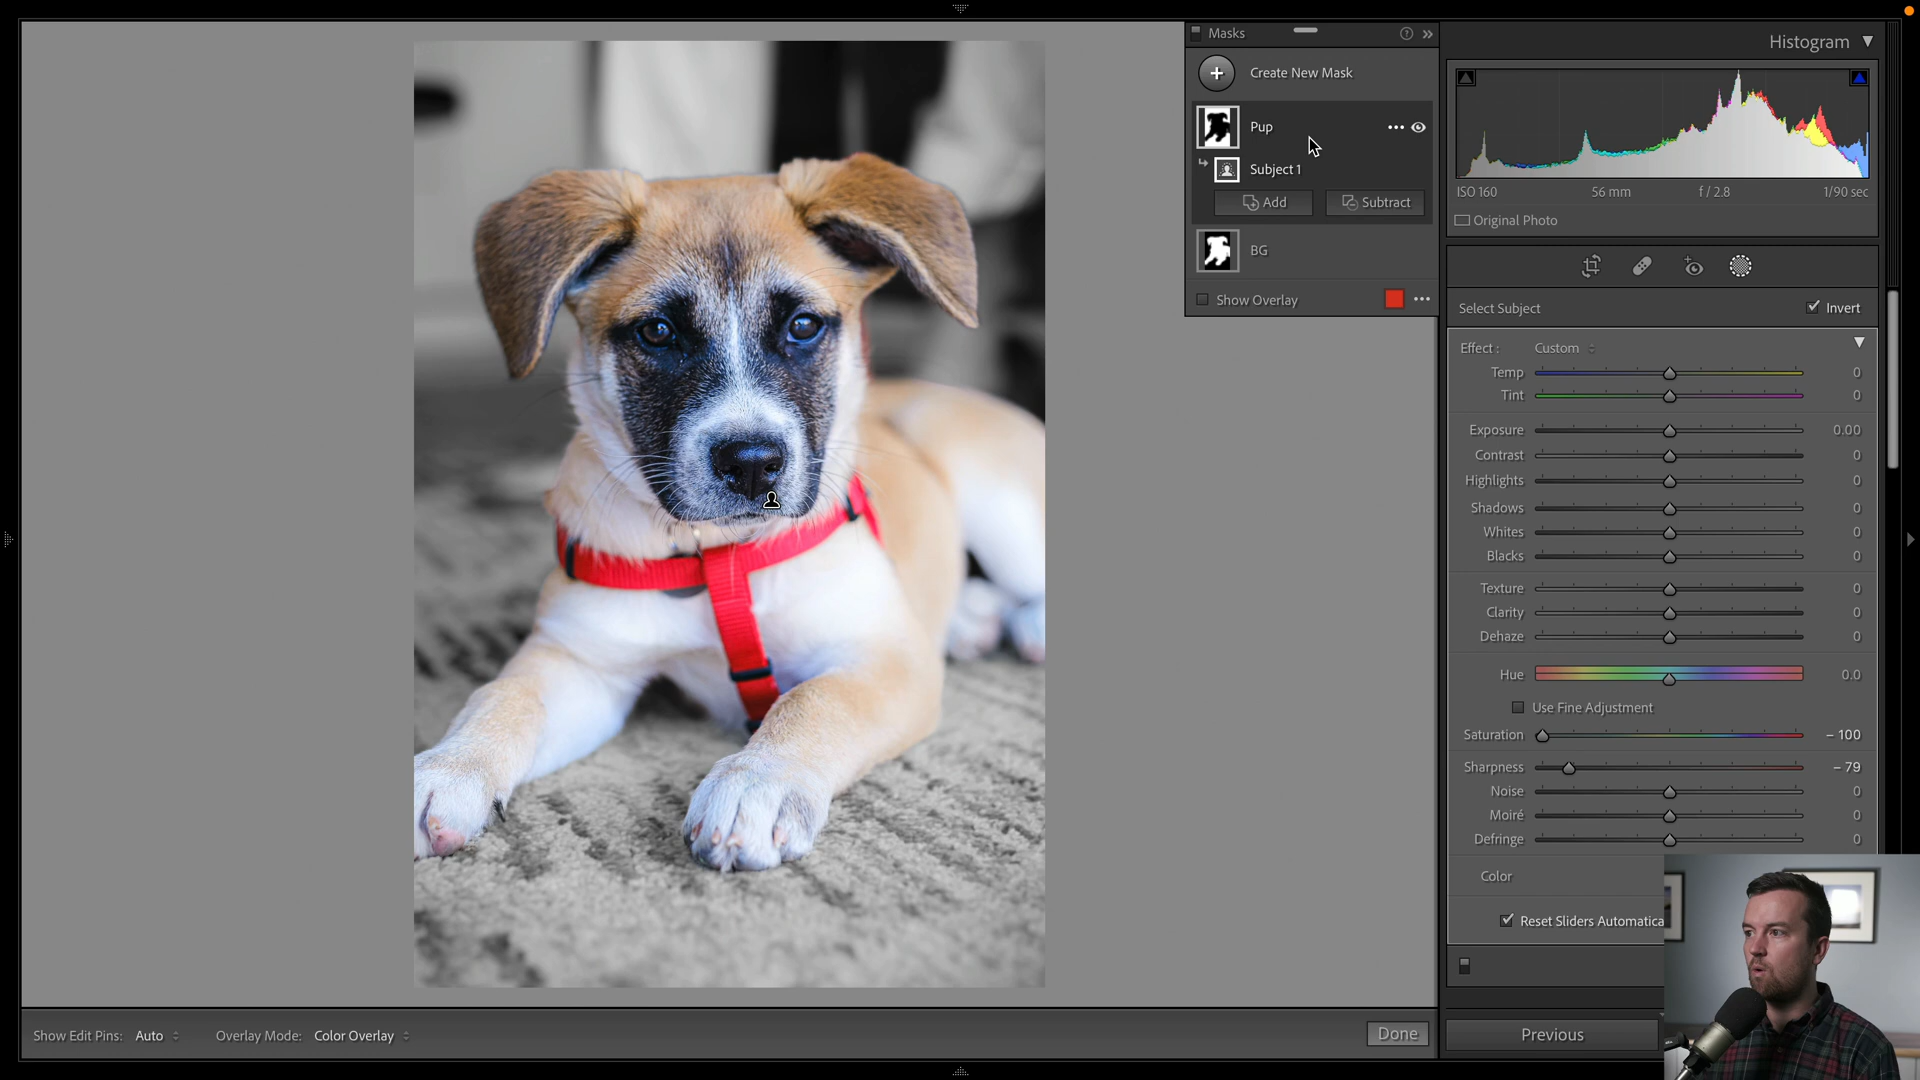 Masks
Create New Mask
Pup
Subject 1
Add
Subtract
BG
Show Overlay
Histogram
ISO 160 56 mm f / 2.8 1/90 sec
Original Photo
Select Subject Invert
Effect : Custom
Temp 0
Tint 0
Exposure 0.00
Contrast 0
Highlights 0
Shadows 0
Whites 0
Blacks 0
Texture 0
Clarity 0
Dehaze 0
Hue 0.0
Use Fine Adjustment
Saturation – 100
Sharpness – 79
Noise 0
Moiré 0
Defringe 0
Color
Reset Sliders Automatica
Show Edit Pins: Auto Overlay Mode: Color Overlay
Done
Previous